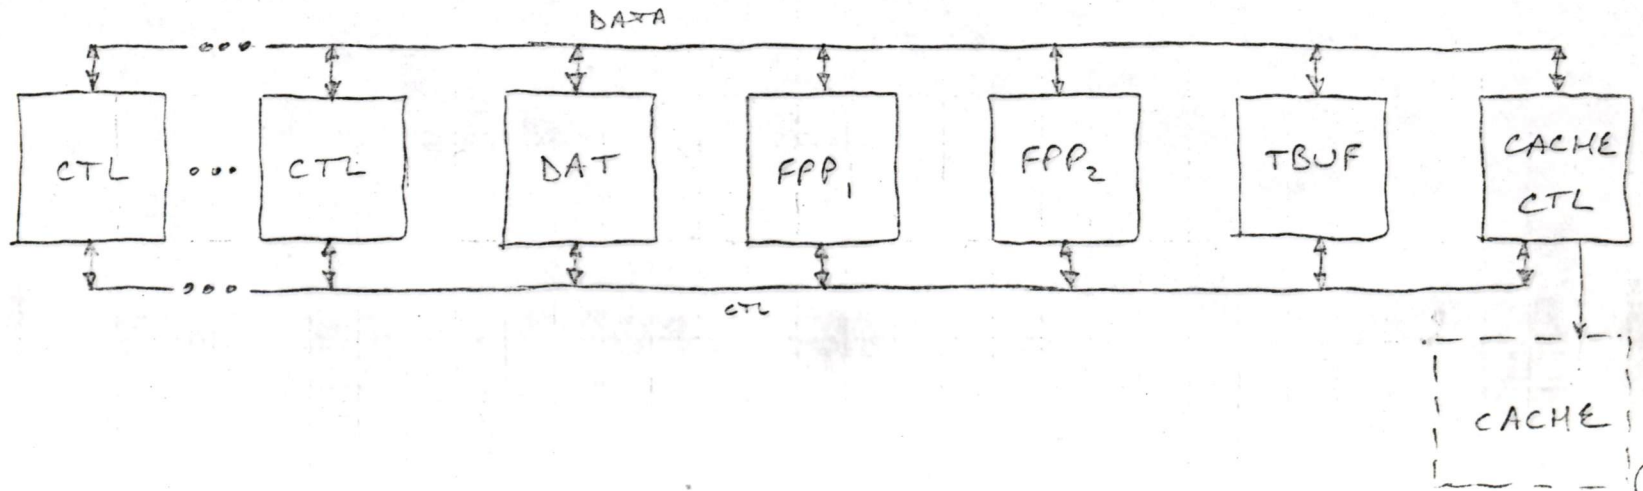 DATA
CTL
CTL
DAT
FPP1
FPP2
TBUF
CACHE
CTL
CTL
CACHE